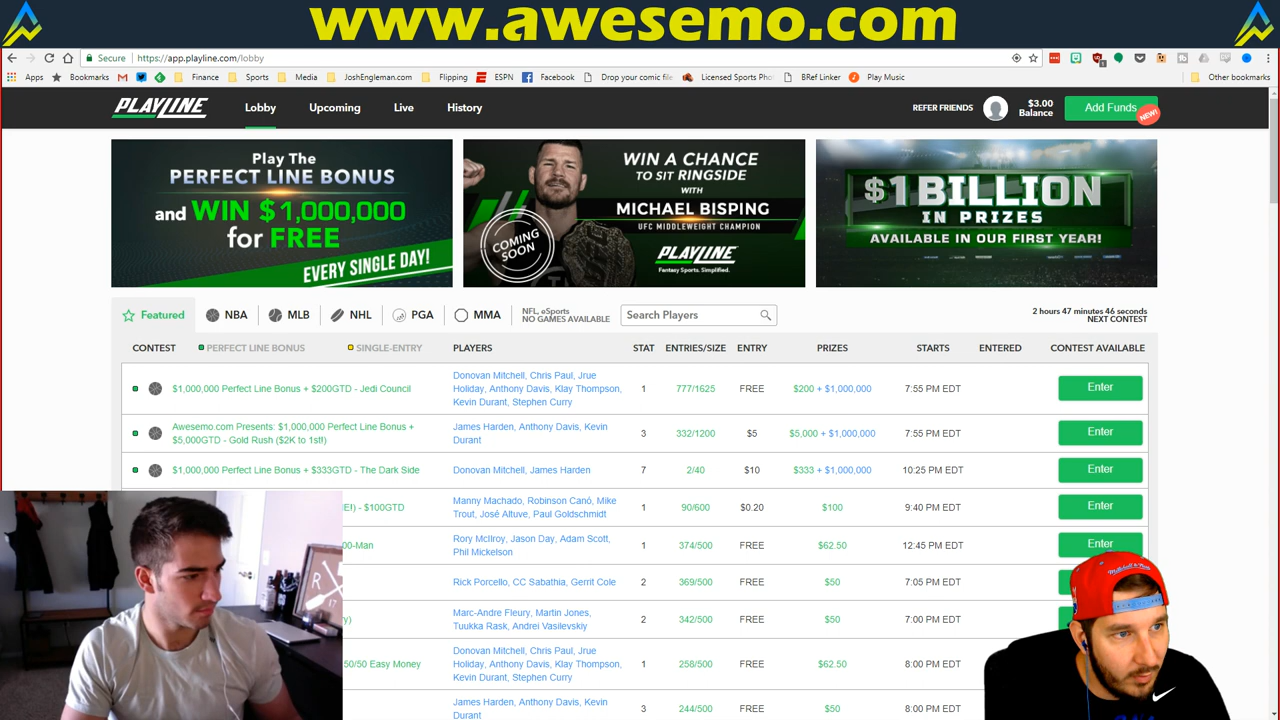 www.awesemo.com
Secure https://app.playline.com/lobby
Apps Bookmarks Finance Sports Media JoshEngleman.com Flipping ESPN Facebook Drop your comic file Licensed Sports Pho BRef Linker Play Music Other bookmarks
PLAYLINE Lobby Upcoming Live History REFER FRIENDS $3.00 Balance Add Funds NEW!
Play The
PERFECT LINE BONUS
and WIN $1,000,000
for FREE
EVERY SINGLE DAY!
WIN A CHANCE
TO SIT RINGSIDE
WITH
MICHAEL BISPING
UFC MIDDLEWEIGHT CHAMPION
COMING
SOON
PLAYLINE
Fantasy Sports. Simplified.
$1 BILLION
IN PRIZES
AVAILABLE IN OUR FIRST YEAR!
Featured NBA MLB NHL PGA MMA NFL, eSports
NO GAMES AVAILABLE
Search Players
2 hours 47 minutes 46 seconds
NEXT CONTEST
CONTEST PERFECT LINE BONUS SINGLE-ENTRY PLAYERS STAT ENTRIES/SIZE ENTRY PRIZES STARTS ENTERED CONTEST AVAILABLE
$1,000,000 Perfect Line Bonus + $200GTD - Jedi Council
Donovan Mitchell, Chris Paul, Jrue
Holiday, Anthony Davis, Klay Thompson,
Kevin Durant, Stephen Curry
1 777/1625 FREE $200 + $1,000,000 7:55 PM EDT Enter
Awesemo.com Presents: $1,000,000 Perfect Line Bonus +
$5,000GTD - Gold Rush ($2K to 1st!)
James Harden, Anthony Davis, Kevin
Durant
3 332/1200 $5 $5,000 + $1,000,000 7:55 PM EDT Enter
$1,000,000 Perfect Line Bonus + $333GTD - The Dark Side Donovan Mitchell, James Harden 7 2/40 $10 $333 + $1,000,000 10:25 PM EDT Enter
E!) - $100GTD
Manny Machado, Robinson Canó, Mike
Trout, José Altuve, Paul Goldschmidt
1 90/600 $0.20 $100 9:40 PM EDT Enter
00-Man
Rory McIlroy, Jason Day, Adam Scott,
Phil Mickelson
1 374/500 FREE $62.50 12:45 PM EDT Enter
Rick Porcello, CC Sabathia, Gerrit Cole 2 369/500 FREE $50 7:05 PM EDT
y)
Marc-Andre Fleury, Martin Jones,
Tuukka Rask, Andrei Vasilevskiy
2 342/500 FREE $50 7:00 PM EDT
50/50 Easy Money
Donovan Mitchell, Chris Paul, Jrue
Holiday, Anthony Davis, Klay Thompson,
Kevin Durant, Stephen Curry
1 258/500 FREE $62.50 8:00 PM EDT
James Harden, Anthony Davis, Kevin
Durant
3 244/500 FREE $50 8:00 PM EDT